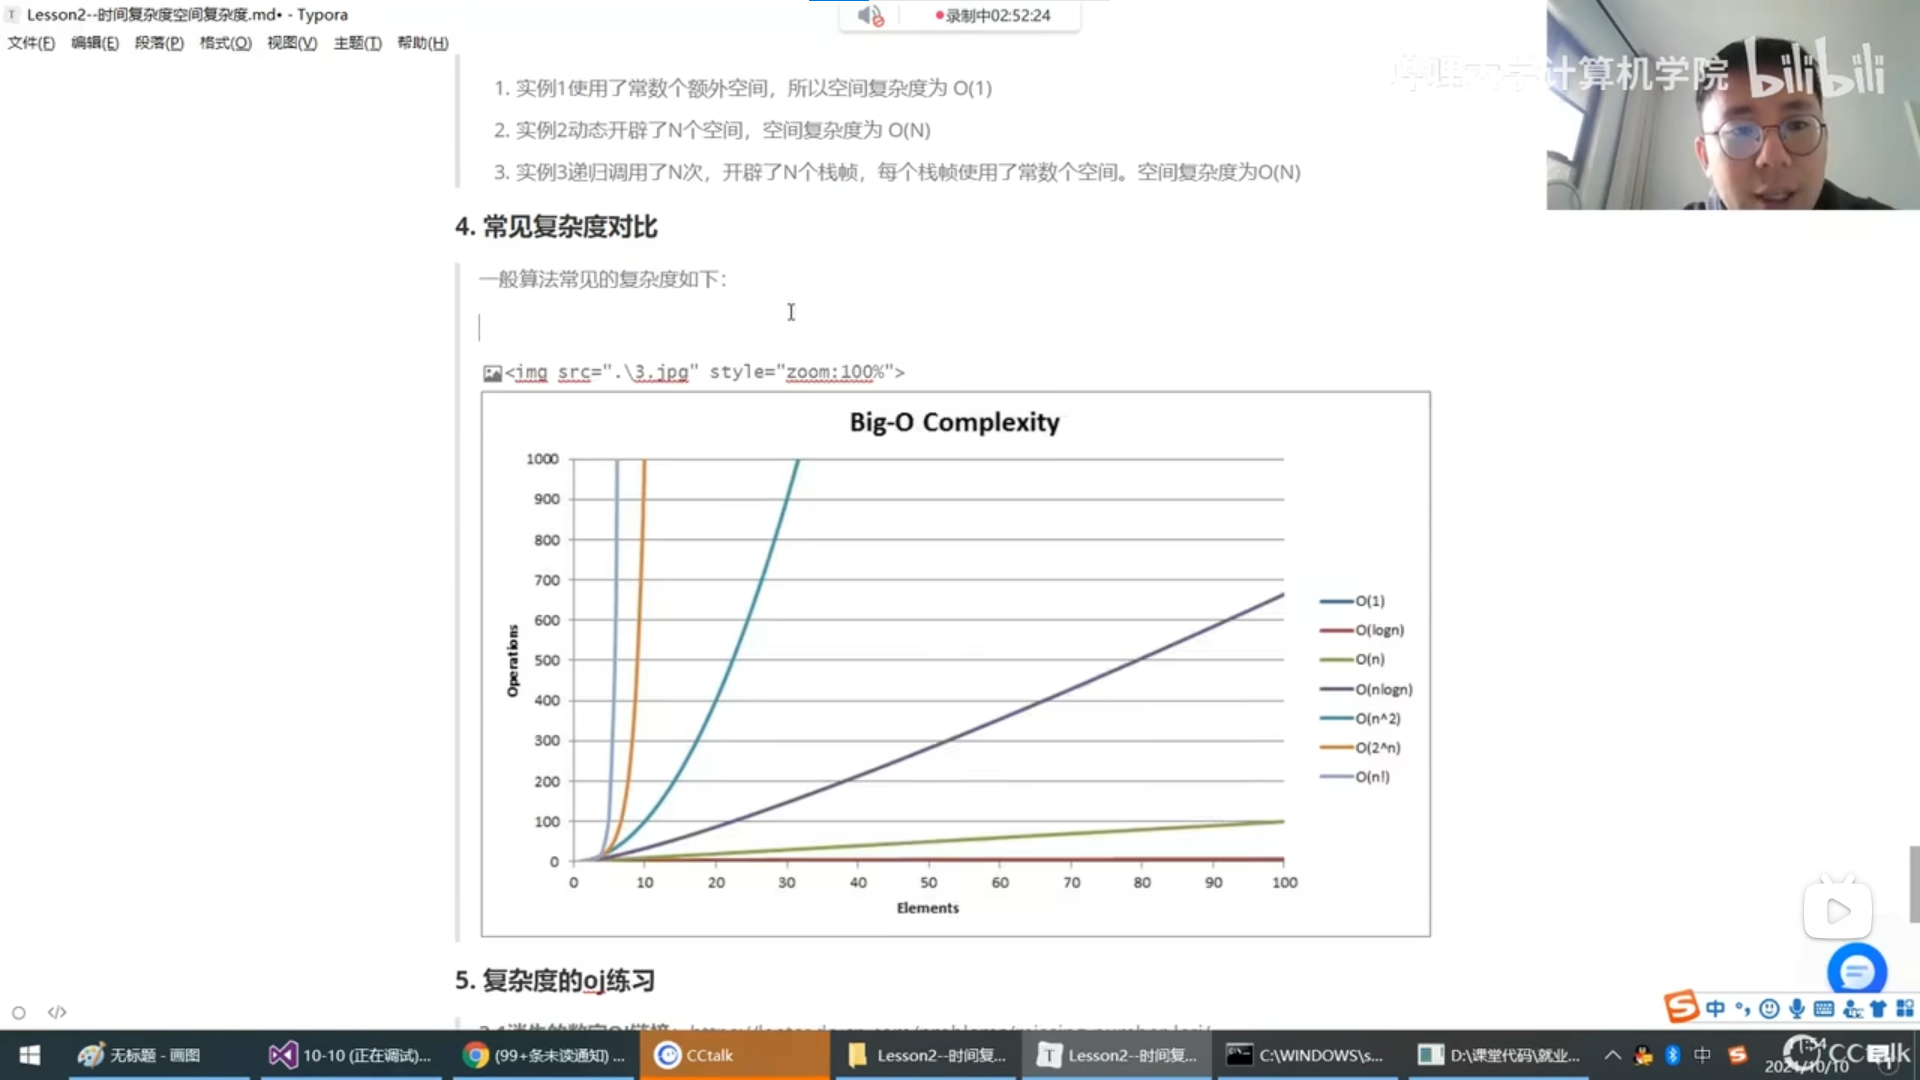 Lesson2--时间复杂度空间复杂度.md• - Typora
录制中02:52:24
文件(F) 编辑(E) 段落(P) 格式(O) 视图(V) 主题(T) 帮助(H)
计算机学院 bilibili
1. 实例1使用了常数个额外空间，所以空间复杂度为 O(1)
2. 实例2动态开辟了N个空间，空间复杂度为 O(N)
3. 实例3递归调用了N次，开辟了N个栈帧，每个栈帧使用了常数个空间。空间复杂度为O(N)
4. 常见复杂度对比
一般算法常见的复杂度如下：
<img src=".\3.jpg" style="zoom:100%">
Big-O Complexity
1000
900
800
700
600
500
400
300
200
100
0
Operations
0 10 20 30 40 50 60 70 80 90 100
Elements
O(1)
O(logn)
O(n)
O(nlogn)
O(n^2)
O(2^n)
O(n!)
5. 复杂度的oj练习
中
无标题 - 画图
10-10 (正在调试)...
(99+条未读通知) ...
CCtalk
Lesson2--时间复...
Lesson2--时间复...
C:\WINDOWS\s...
D:\课堂代码\就业...
中
1:54
2021/10/10
CCtalk